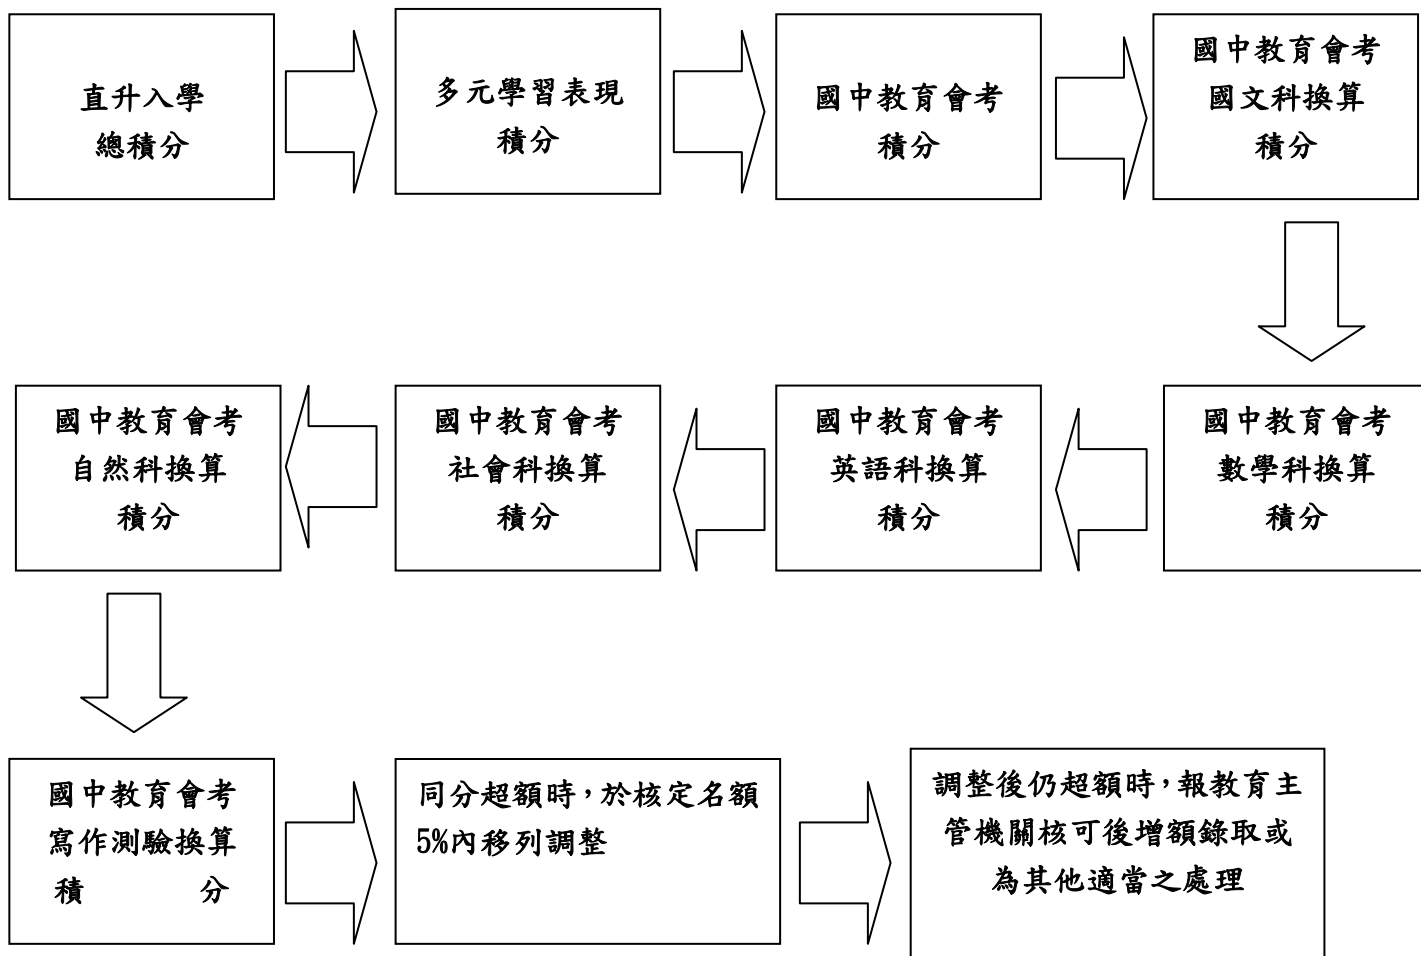 直升入學
總積分
多元學習表現
積分
國中教育會考
積分
國中教育會考
國文科換算
積分
國中教育會考
數學科換算
積分
國中教育會考
英語科換算
積分
國中教育會考
社會科換算
積分
國中教育會考
自然科換算
積分
國中教育會考
寫作測驗換算
積 分
同分超額時，於核定名額
5%內移列調整
調整後仍超額時，報教育主
管機關核可後增額錄取或
為其他適當之處理